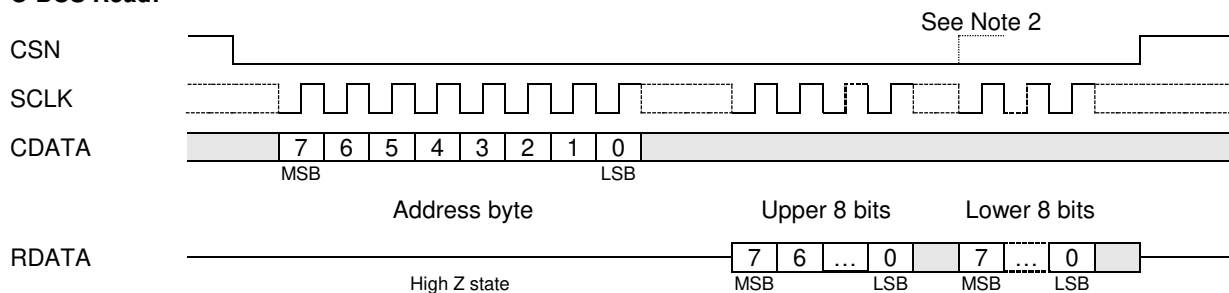 C-BUS Read:
See Note 2
CSN
SCLK
CDATA 7 6 5 4 3 2 1 0
MSB LSB
Address byte Upper 8 bits Lower 8 bits
RDATA 7 6 … 0 7 … 0
High Z state MSB LSB MSB LSB